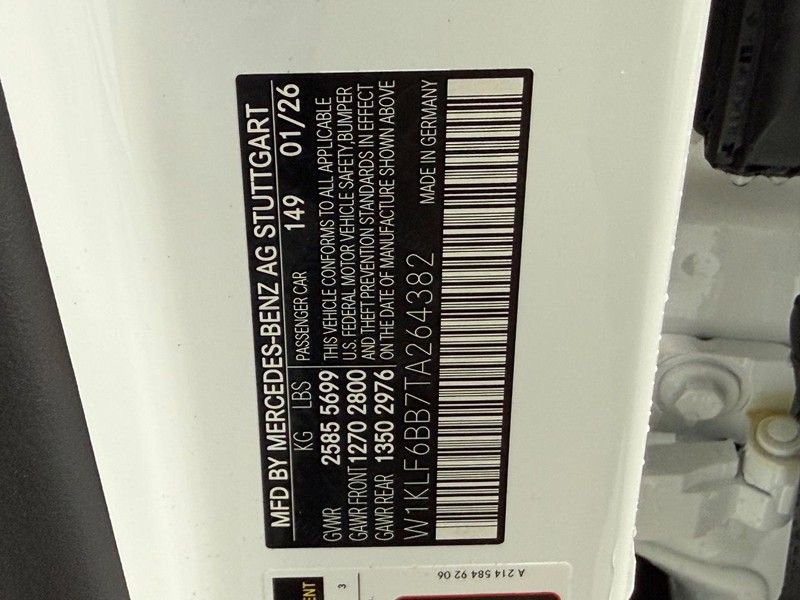 MFD BY MERCEDES-BENZ AG STUTTGART
KG LBS PASSENGER CAR 149 01/26
GVWR 2585 5699
GAWR FRONT 1270 2800
GAWR REAR 1350 2976
THIS VEHICLE CONFORMS TO ALL APPLICABLE
U.S. FEDERAL MOTOR VEHICLE SAFETY, BUMPER
AND THEFT PREVENTION STANDARDS IN EFFECT
ON THE DATE OF MANUFACTURE SHOWN ABOVE
W1KLF6BB7TA264382 MADE IN GERMANY
A 214 584 92 06
3